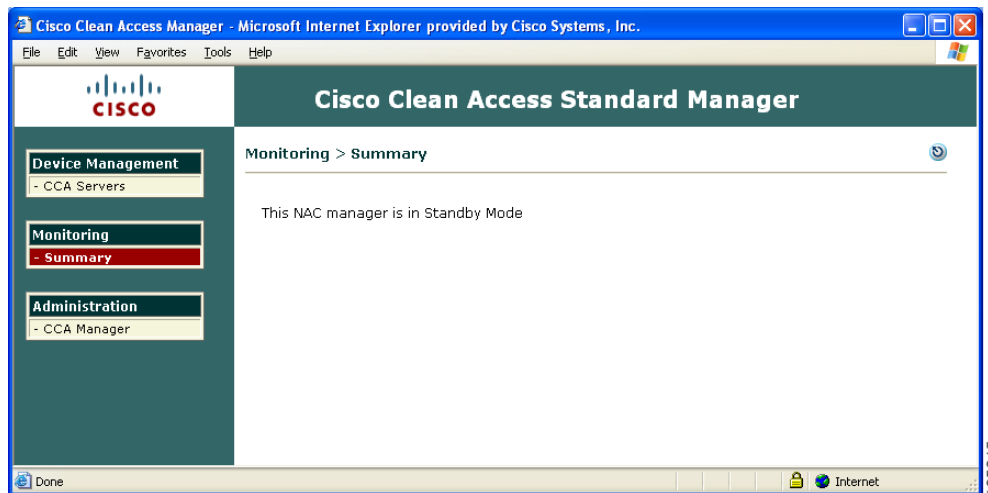 Cisco Clean Access Manager - Microsoft Internet Explorer provided by Cisco Systems, Inc.
File Edit View Favorites Tools Help
CISCO
Cisco Clean Access Standard Manager
Device Management
- CCA Servers
Monitoring
- Summary
Administration
- CCA Manager
Monitoring > Summary
This NAC manager is in Standby Mode
Done
Internet